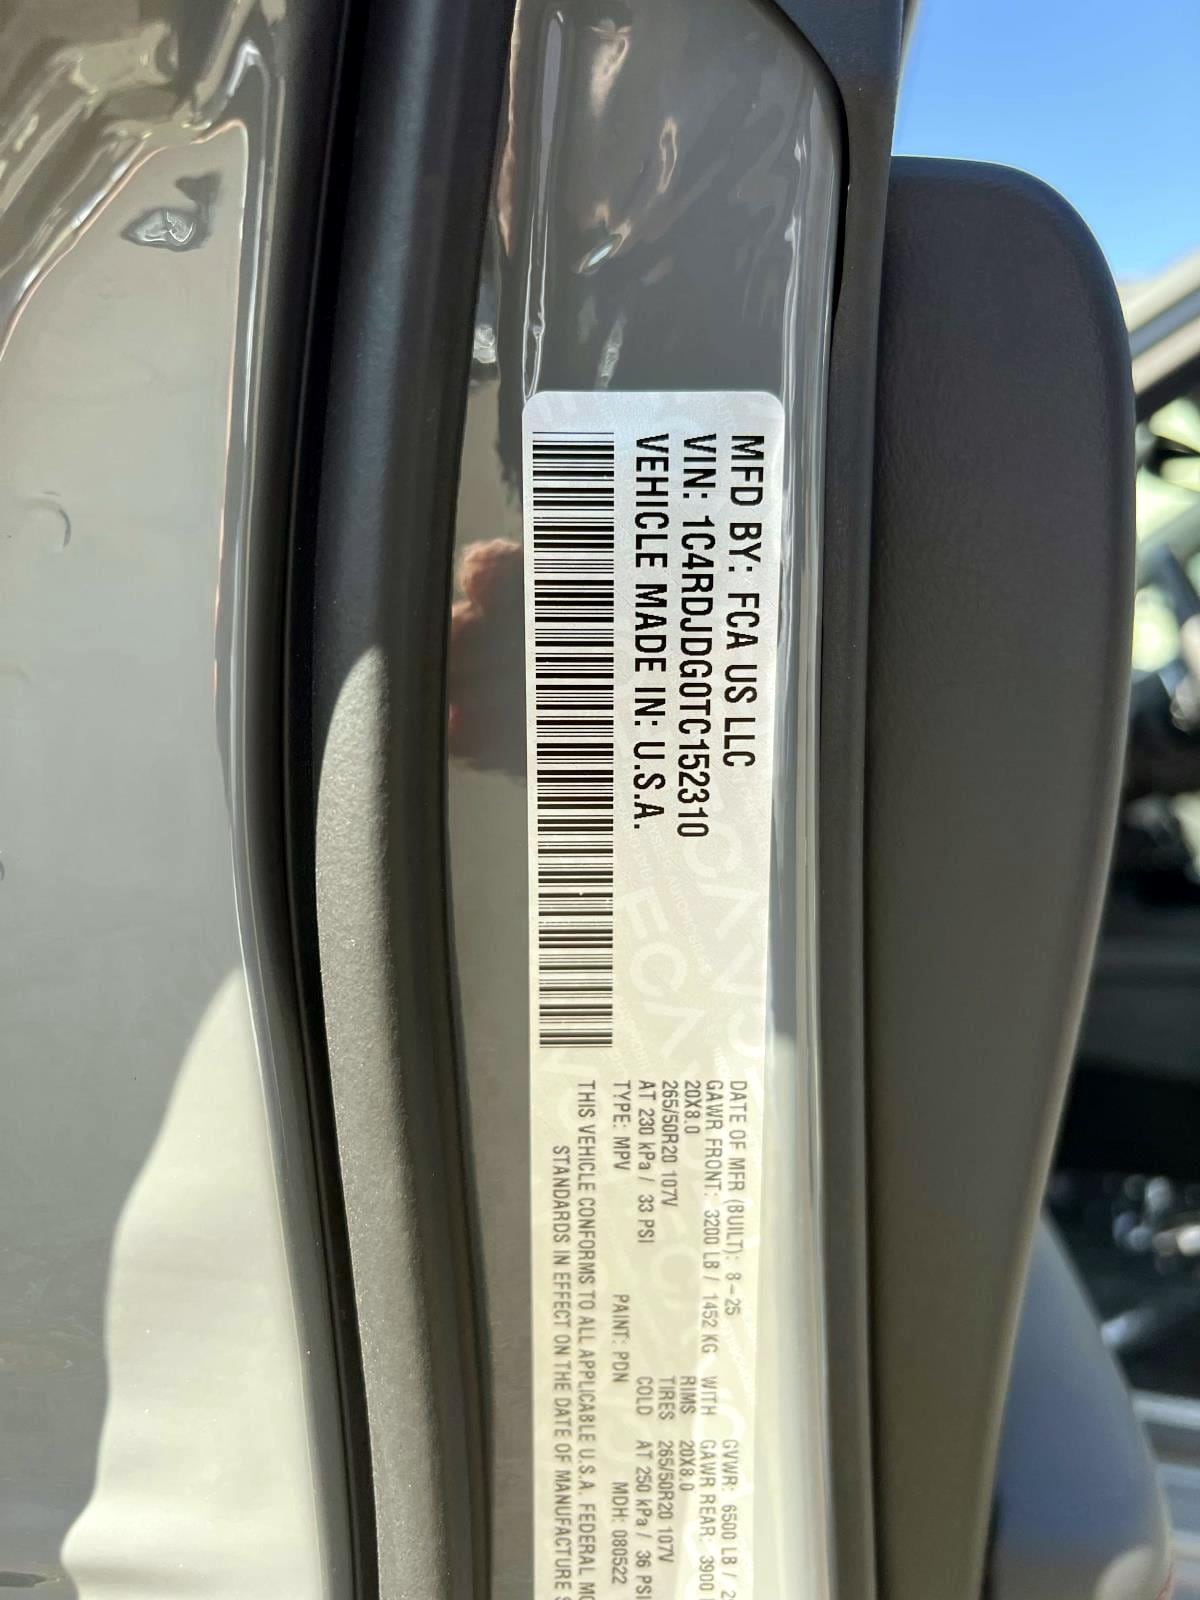 MFD BY: FCA US LLC
VIN: 1C4RDJDG0TC152310
VEHICLE MADE IN: U.S.A.
DATE OF MFR (BUILT): 8-25 GVWR: 6500 LB /
GAWR FRONT: 3200 LB / 1452 KG WITH GAWR REAR: 3900
20X8.0 RIMS 20X8.0
265/50R20 107V TIRES 265/50R20 107V
AT 230 kPa / 33 PSI COLD AT 250 kPa / 36 PSI
TYPE: MPV PAINT: PDN MDH: 080522
THIS VEHICLE CONFORMS TO ALL APPLICABLE U.S.A. FEDERAL
STANDARDS IN EFFECT ON THE DATE OF MANUFACTURE